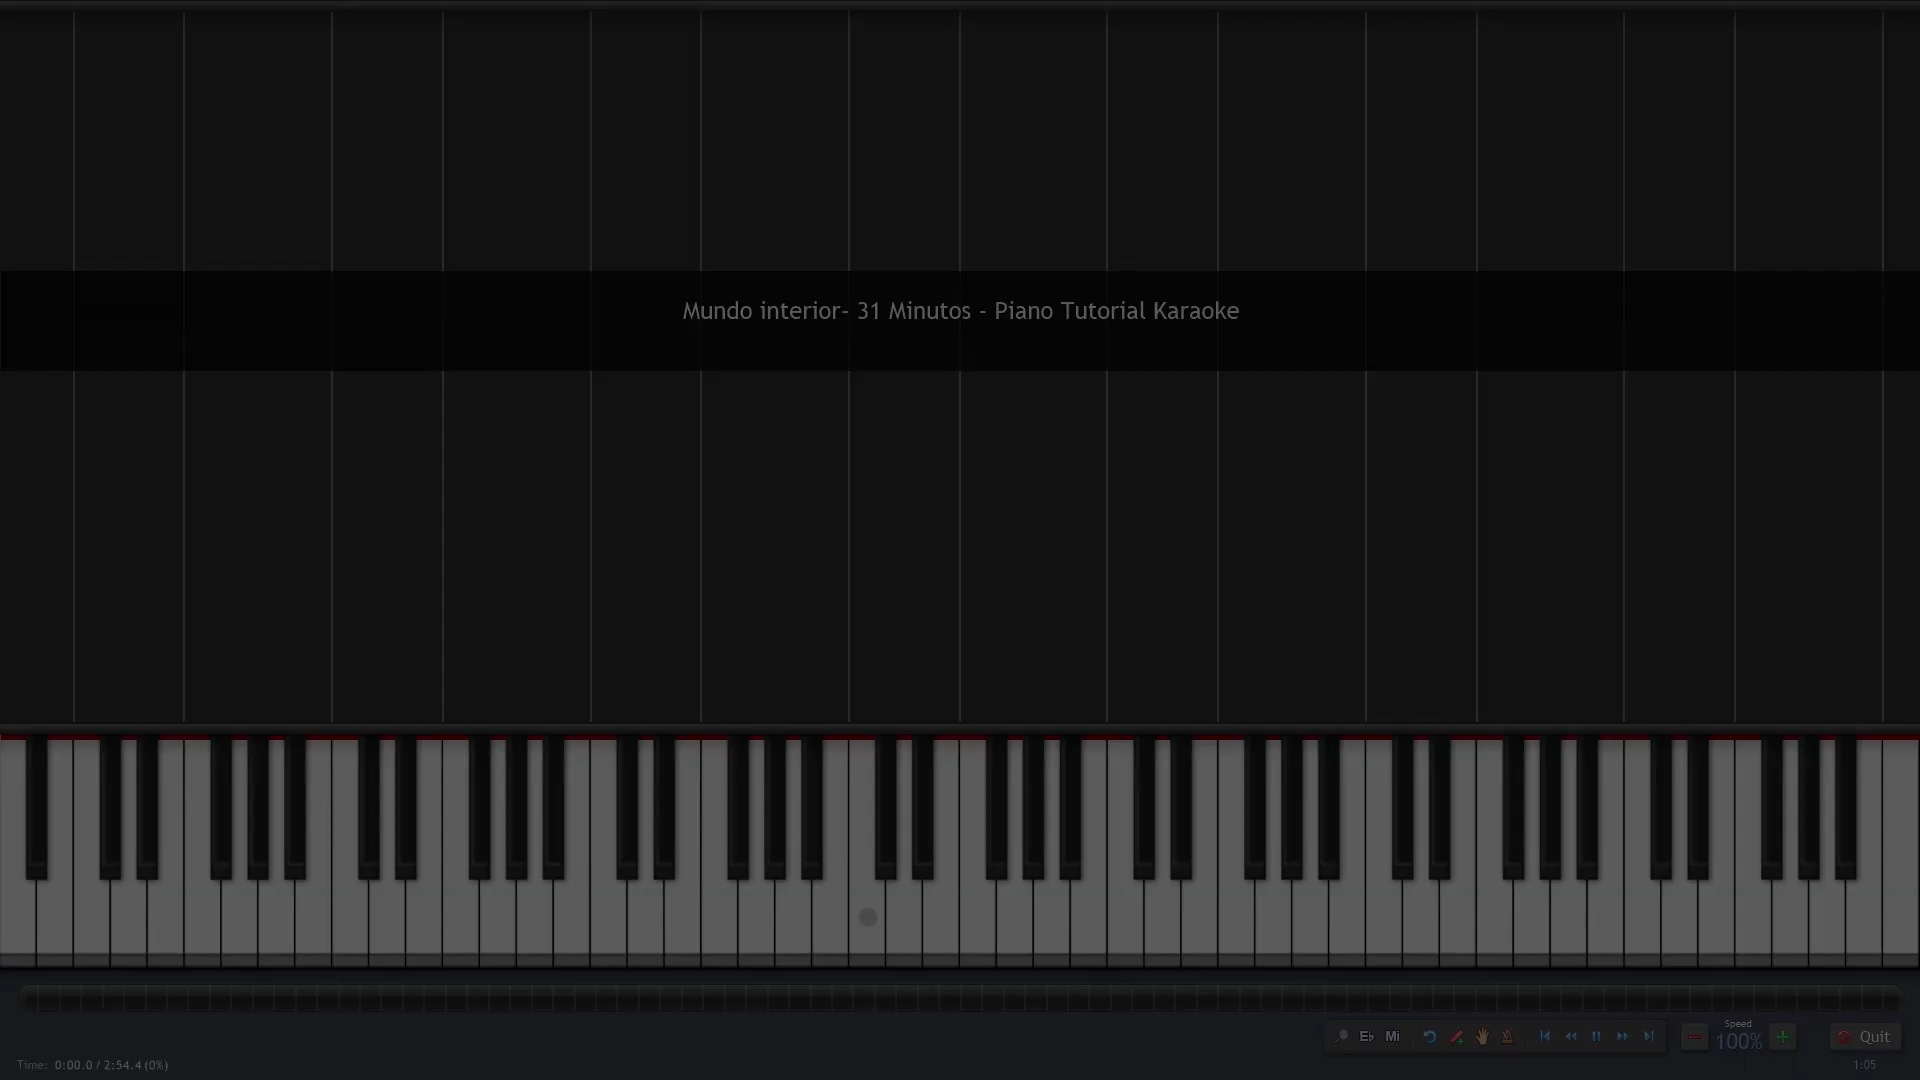 Mundo interior- 31 Minutos - Piano Tutorial Karaoke
Speed
E♭ Mi 100% Quit
Time: 0:00.0 / 2:54.4 (0%) 1:05